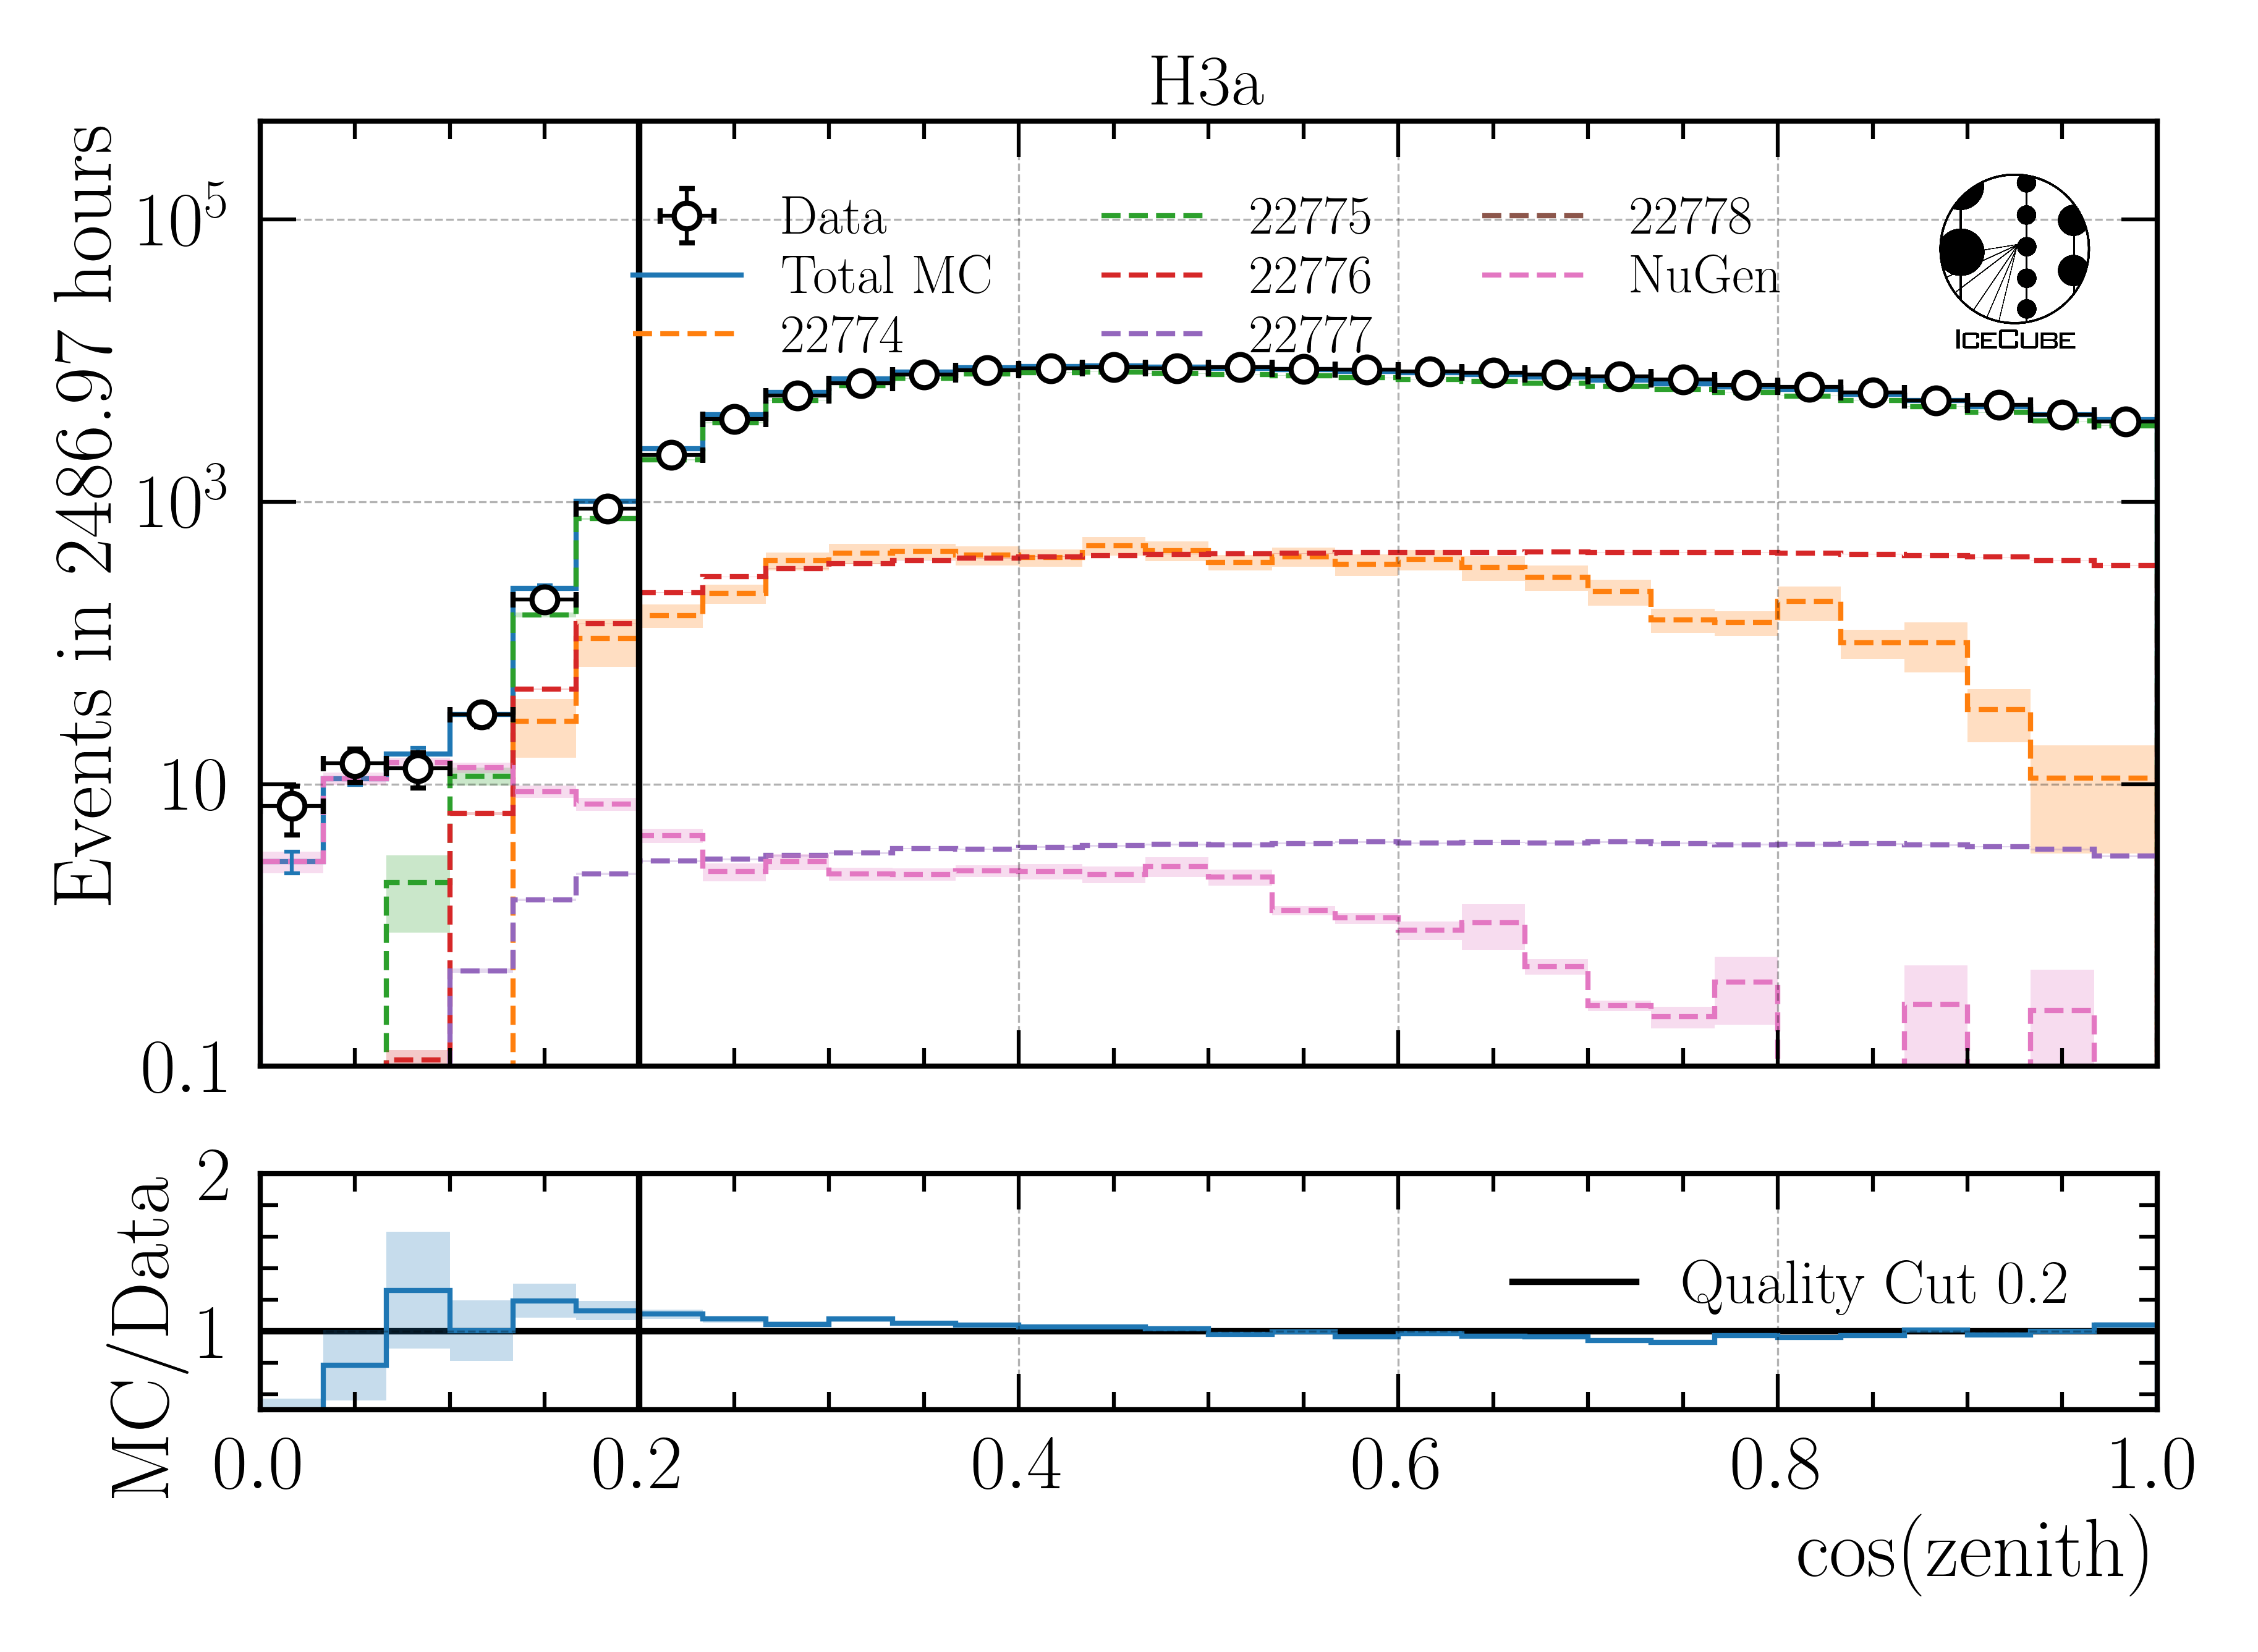 H3a
Events in 2486.97 hours
10^5
10^3
10
0.1
Data
Total MC
22774
22775
22776
22777
22778
NuGen
IceCube
MC/Data
2
1
Quality Cut 0.2
0.0 0.2 0.4 0.6 0.8 1.0
cos(zenith)